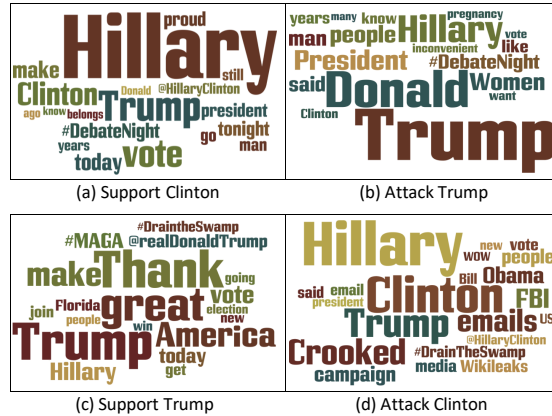 proud
Hillary
make
still
Clinton Donald @HillaryClinton
Trump president
ago know belongs
#DebateNight go tonight
years man
today vote
(a) Support Clinton
years many know pregnancy
man people Hillary vote
inconvenient like
President #DebateNight
said Donald Women
want
Clinton
Trump
(b) Attack Trump
#DraintheSwamp
#MAGA @realDonaldTrump
make Thank going
vote
join Florida great election
people new
Trump win America
today
Hillary get
(c) Support Trump
Hillary new vote
wow people
Bill Obama
said email Clinton FBI
president
Trump emails US
@HillaryClinton
Crooked #DrainTheSwamp
campaign media Wikileaks
(d) Attack Clinton